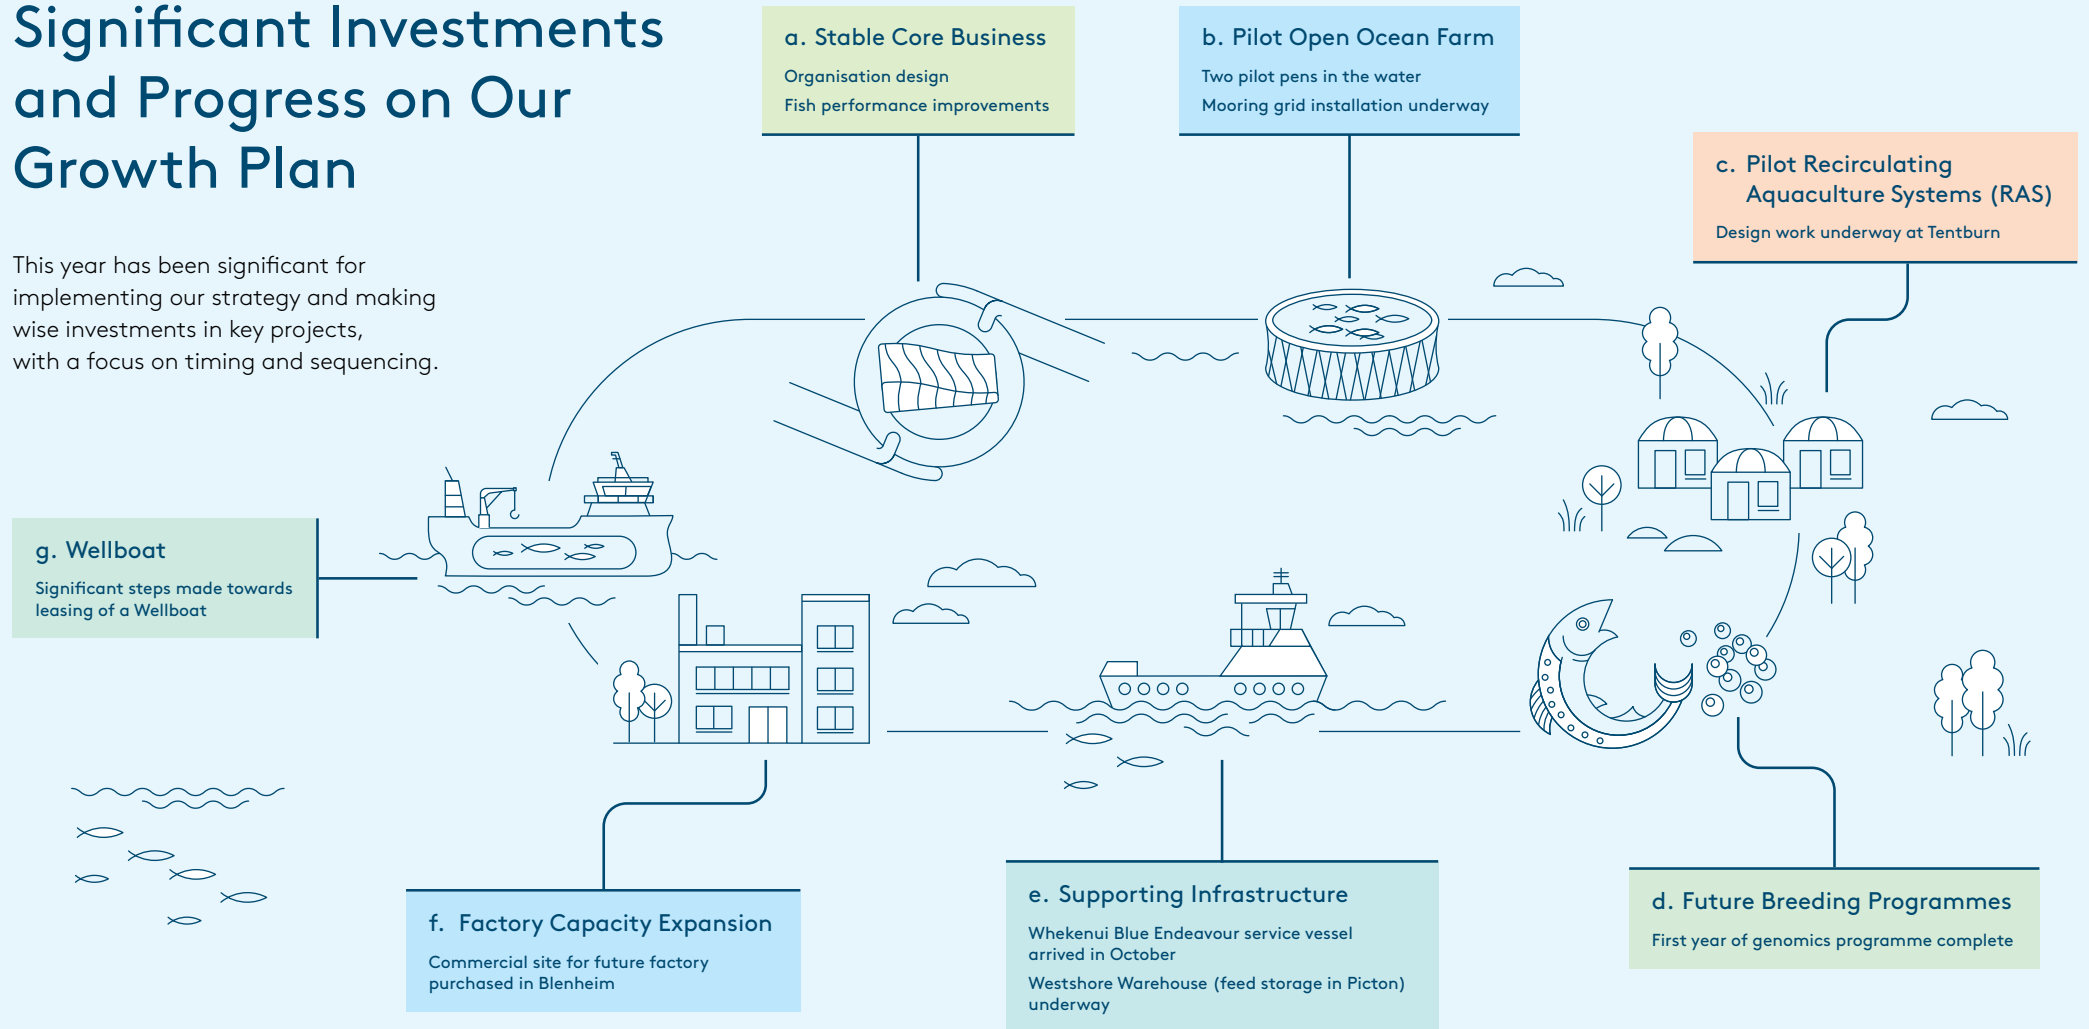 Significant Investments
and Progress on Our
Growth Plan
This year has been significant for
implementing our strategy and making
wise investments in key projects,
with a focus on timing and sequencing.
a. Stable Core Business
Organisation design
Fish performance improvements
b. Pilot Open Ocean Farm
Two pilot pens in the water
Mooring grid installation underway
c. Pilot Recirculating
Aquaculture Systems (RAS)
Design work underway at Tentburn
g. Wellboat
Significant steps made towards
leasing of a Wellboat
f. Factory Capacity Expansion
Commercial site for future factory
purchased in Blenheim
e. Supporting Infrastructure
Whekenui Blue Endeavour service vessel
arrived in October
Westshore Warehouse (feed storage in Picton)
underway
d. Future Breeding Programmes
First year of genomics programme complete